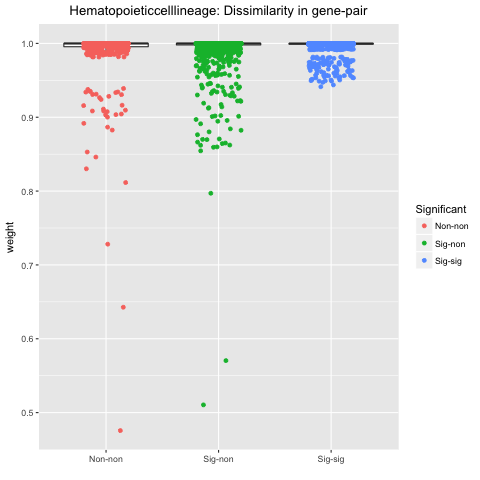 Hematopoieticcelllineage: Dissimilarity in gene-pair
1.0
0.9
0.8
0.7
0.6
0.5
weight
Non-non
Sig-non
Sig-sig
Significant
Non-non
Sig-non
Sig-sig